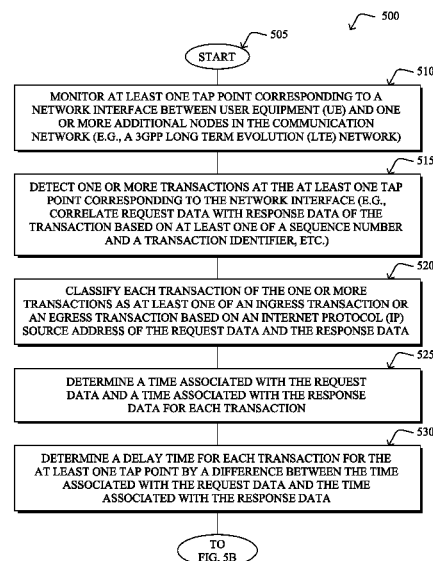 500
505
START
510
MONITOR AT LEAST ONE TAP POINT CORRESPONDING TO A
NETWORK INTERFACE BETWEEN USER EQUIPMENT (UE) AND ONE
OR MORE ADDITIONAL NODES IN THE COMMUNICATION
NETWORK (E.G., A 3GPP LONG TERM EVOLUTION (LTE) NETWORK)
515
DETECT ONE OR MORE TRANSACTIONS AT THE AT LEAST ONE TAP
POINT CORRESPONDING TO THE NETWORK INTERFACE (E.G.,
CORRELATE REQUEST DATA WITH RESPONSE DATA OF THE
TRANSACTION BASED ON AT LEAST ONE OF A SEQUENCE NUMBER
AND A TRANSACTION IDENTIFIER, ETC.)
520
CLASSIFY EACH TRANSACTION OF THE ONE OR MORE
TRANSACTIONS AS AT LEAST ONE OF AN INGRESS TRANSACTION OR
AN EGRESS TRANSACTION BASED ON AN INTERNET PROTOCOL (IP)
SOURCE ADDRESS OF THE REQUEST DATA AND THE RESPONSE DATA
525
DETERMINE A TIME ASSOCIATED WITH THE REQUEST
DATA AND A TIME ASSOCIATED WITH THE RESPONSE
DATA FOR EACH TRANSACTION
530
DETERMINE A DELAY TIME FOR EACH TRANSACTION FOR THE
AT LEAST ONE TAP POINT BY A DIFFERENCE BETWEEN THE TIME
ASSOCIATED WITH THE REQUEST DATA AND THE TIME
ASSOCIATED WITH THE RESPONSE DATA
TO
FIG. 5B